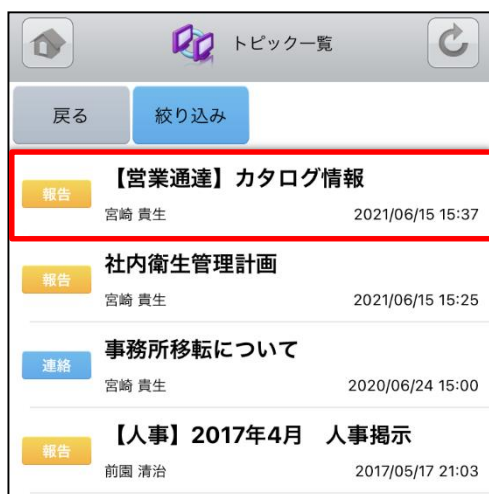 トピック一覧
戻る 絞り込み
【営業通達】カタログ情報
報告
宮崎 貴生 2021/06/15 15:37
社内衛生管理計画
報告
宮崎 貴生 2021/06/15 15:25
事務所移転について
連絡
宮崎 貴生 2020/06/24 15:00
【人事】2017年4月　人事掲示
報告
前園 清治 2017/05/17 21:03